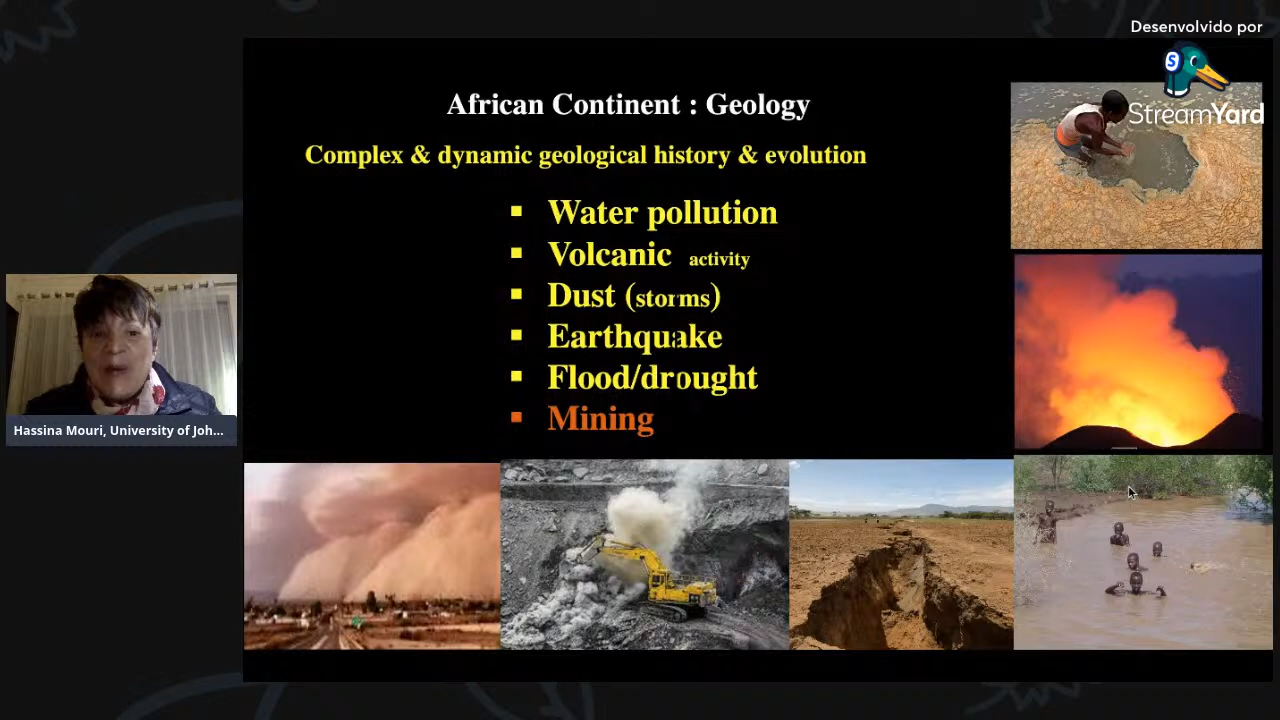 Desenvolvido por
S
StreamYard
African Continent : Geology
Complex & dynamic geological history & evolution
▪ Water pollution
▪ Volcanic activity
▪ Dust (storms)
▪ Earthquake
▪ Flood/drought
▪ Mining
Hassina Mouri, University of Joh...